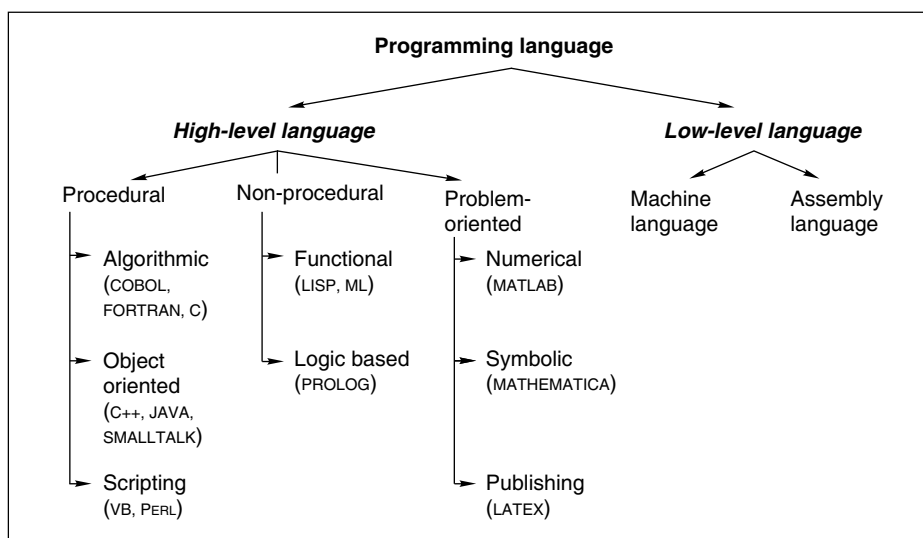 Programming language
High-level language
Low-level language
Procedural
Non-procedural
Problem-
oriented
Machine
language
Assembly
language
Algorithmic
(COBOL,
FORTRAN, C)
Object
oriented
(C++, JAVA,
SMALLTALK)
Scripting
(VB, PERL)
Functional
(LISP, ML)
Logic based
(PROLOG)
Numerical
(MATLAB)
Symbolic
(MATHEMATICA)
Publishing
(LATEX)